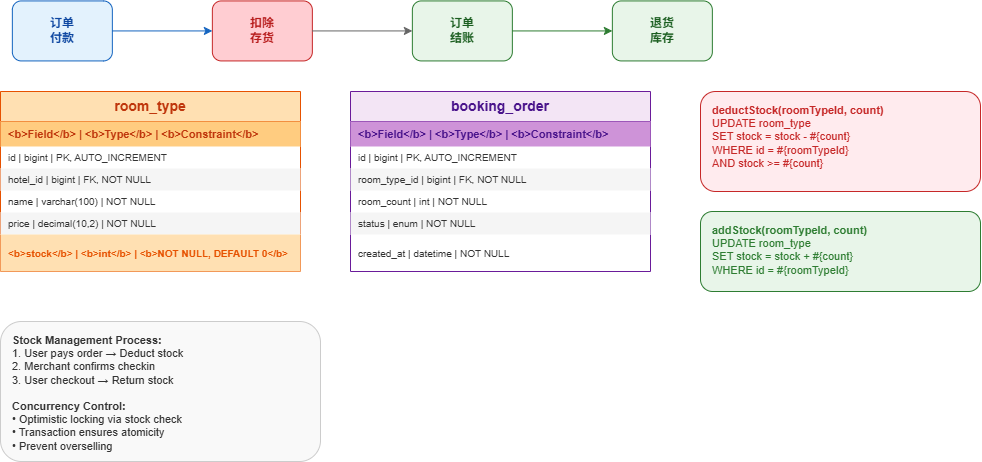 订单
付款
扣除
存货
订单
结账
退货
库存
room_type
<b>Field</b> | <b>Type</b> | <b>Constraint</b>
id | bigint | PK, AUTO_INCREMENT
hotel_id | bigint | FK, NOT NULL
name | varchar(100) | NOT NULL
price | decimal(10,2) | NOT NULL
<b>stock</b> | <b>int</b> | <b>NOT NULL, DEFAULT 0</b>
booking_order
<b>Field</b> | <b>Type</b> | <b>Constraint</b>
id | bigint | PK, AUTO_INCREMENT
room_type_id | bigint | FK, NOT NULL
room_count | int | NOT NULL
status | enum | NOT NULL
created_at | datetime | NOT NULL
deductStock(roomTypeId, count)
UPDATE room_type
SET stock = stock - #{count}
WHERE id = #{roomTypeId}
AND stock >= #{count}
addStock(roomTypeId, count)
UPDATE room_type
SET stock = stock + #{count}
WHERE id = #{roomTypeId}
Stock Management Process:
1. User pays order → Deduct stock
2. Merchant confirms checkin
3. User checkout → Return stock
Concurrency Control:
• Optimistic locking via stock check
• Transaction ensures atomicity
• Prevent overselling